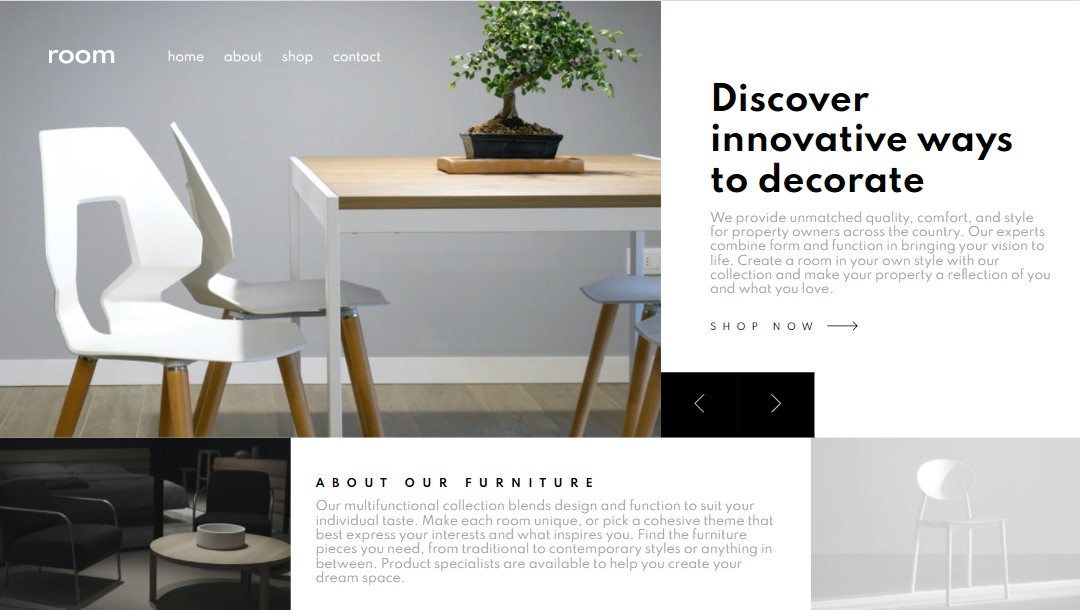 room
home about shop contact
Discover
innovative ways
to decorate
We provide unmatched quality, comfort, and style
for property owners across the country. Our experts
combine form and function in bringing your vision to
life. Create a room in your own style with our
collection and make your property a reflection of you
and what you love.
SHOP NOW
ABOUT OUR FURNITURE
Our multifunctional collection blends design and function to suit your
individual taste. Make each room unique, or pick a cohesive theme that
best express your interests and what inspires you. Find the furniture
pieces you need, from traditional to contemporary styles or anything in
between. Product specialists are available to help you create your
dream space.